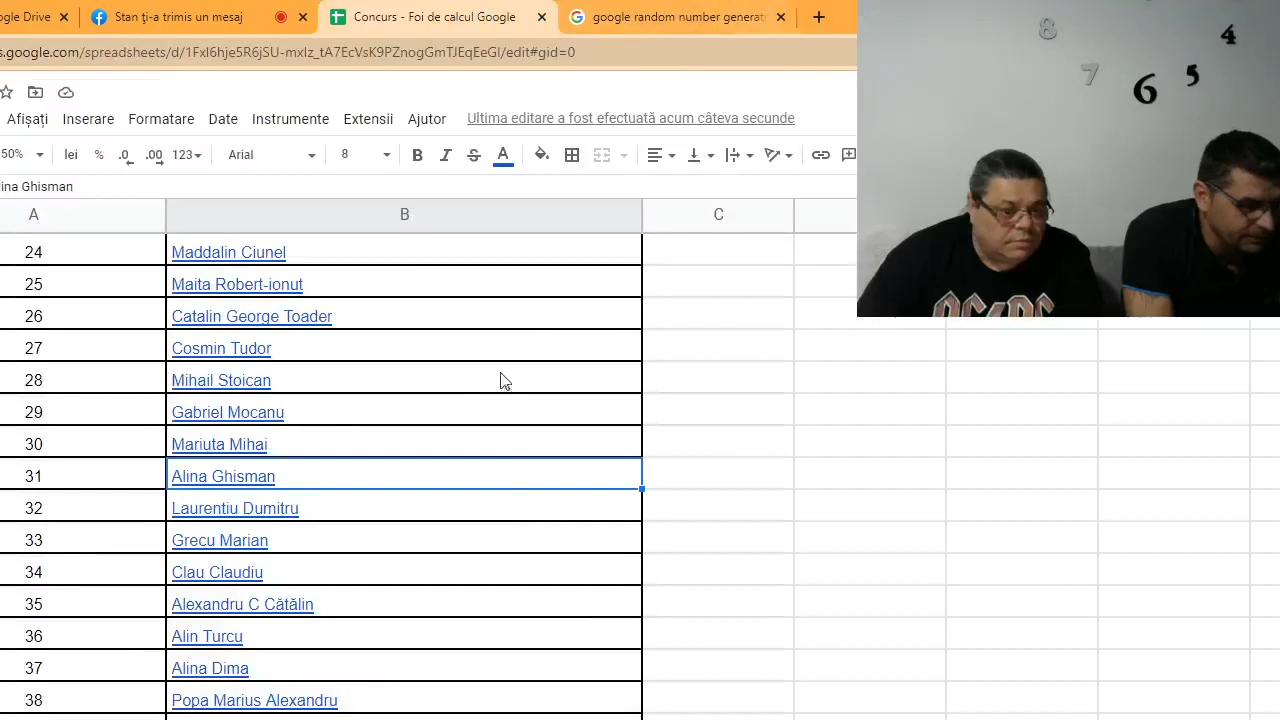 ogle Drive
Stan ţi-a trimis un mesaj
Concurs - Foi de calcul Google
google random number generat
s.google.com/spreadsheets/d/1FxI6hje5R6jSU-mxIz_tA7EcVsK9PZnogGmTJEqEeGI/edit#gid=0
8
4
7
6
5
Afișați Inserare Formatare Date Instrumente Extensii Ajutor Ultima editare a fost efectuată acum câteva secunde
50% lei % .0 .00 123 Arial 8 B I S A
lina Ghisman
A B C
24 Maddalin Ciunel
25 Maita Robert-ionut
26 Catalin George Toader
27 Cosmin Tudor
28 Mihail Stoican
29 Gabriel Mocanu
30 Mariuta Mihai
31 Alina Ghisman
32 Laurentiu Dumitru
33 Grecu Marian
34 Clau Claudiu
35 Alexandru C Cătălin
36 Alin Turcu
37 Alina Dima
38 Popa Marius Alexandru